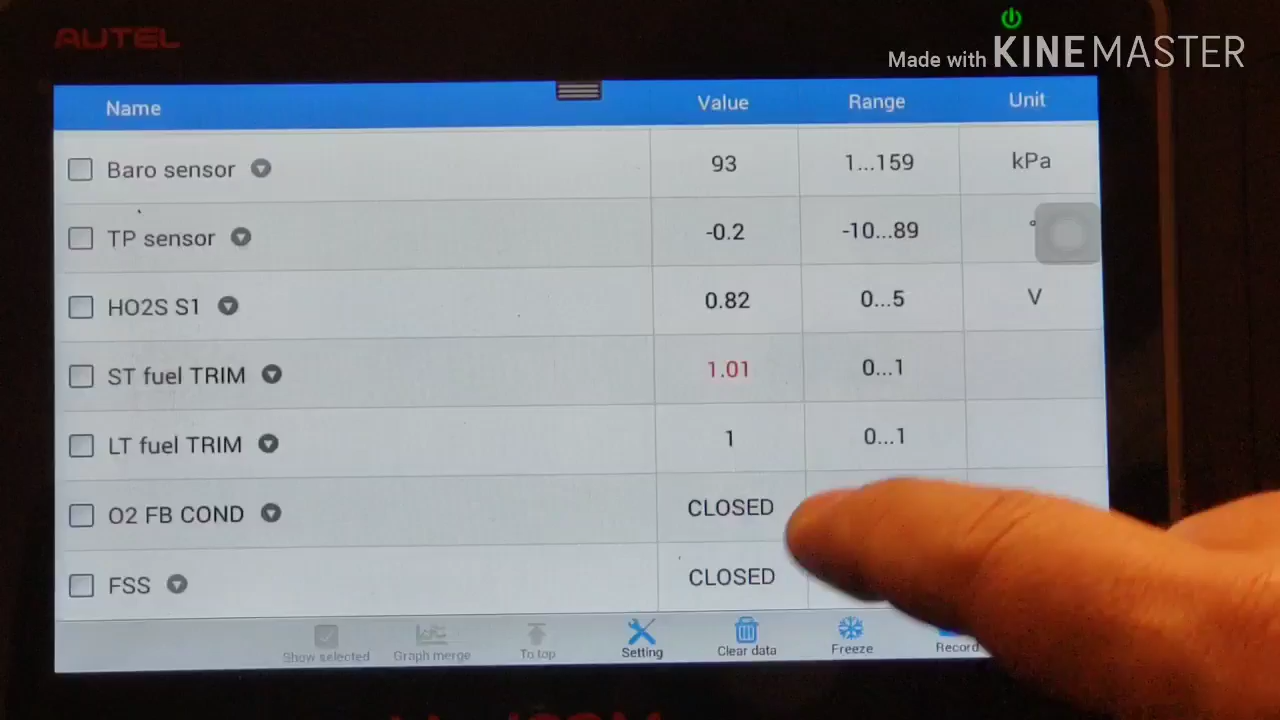 AUTEL
Made with KINEMASTER
Name Value Range Unit
Baro sensor 93 1...159 kPa
TP sensor -0.2 -10...89 °
HO2S S1 0.82 0...5 V
ST fuel TRIM 1.01 0...1
LT fuel TRIM 1 0...1
O2 FB COND CLOSED
FSS CLOSED
Show selected Graph merge To top Setting Clear data Freeze Record